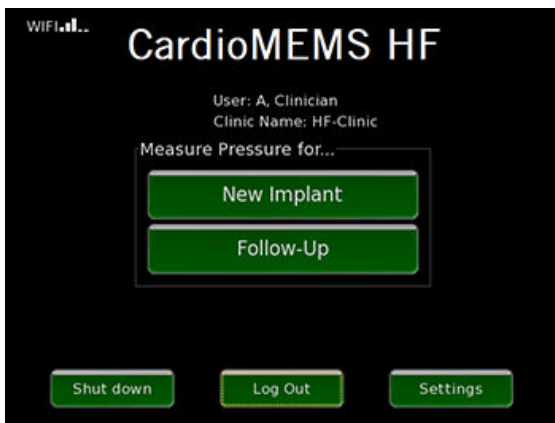 WIFI
CardioMEMS HF
User: A, Clinician
Clinic Name: HF-Clinic
Measure Pressure for...
New Implant
Follow-Up
Shut down
Log Out
Settings